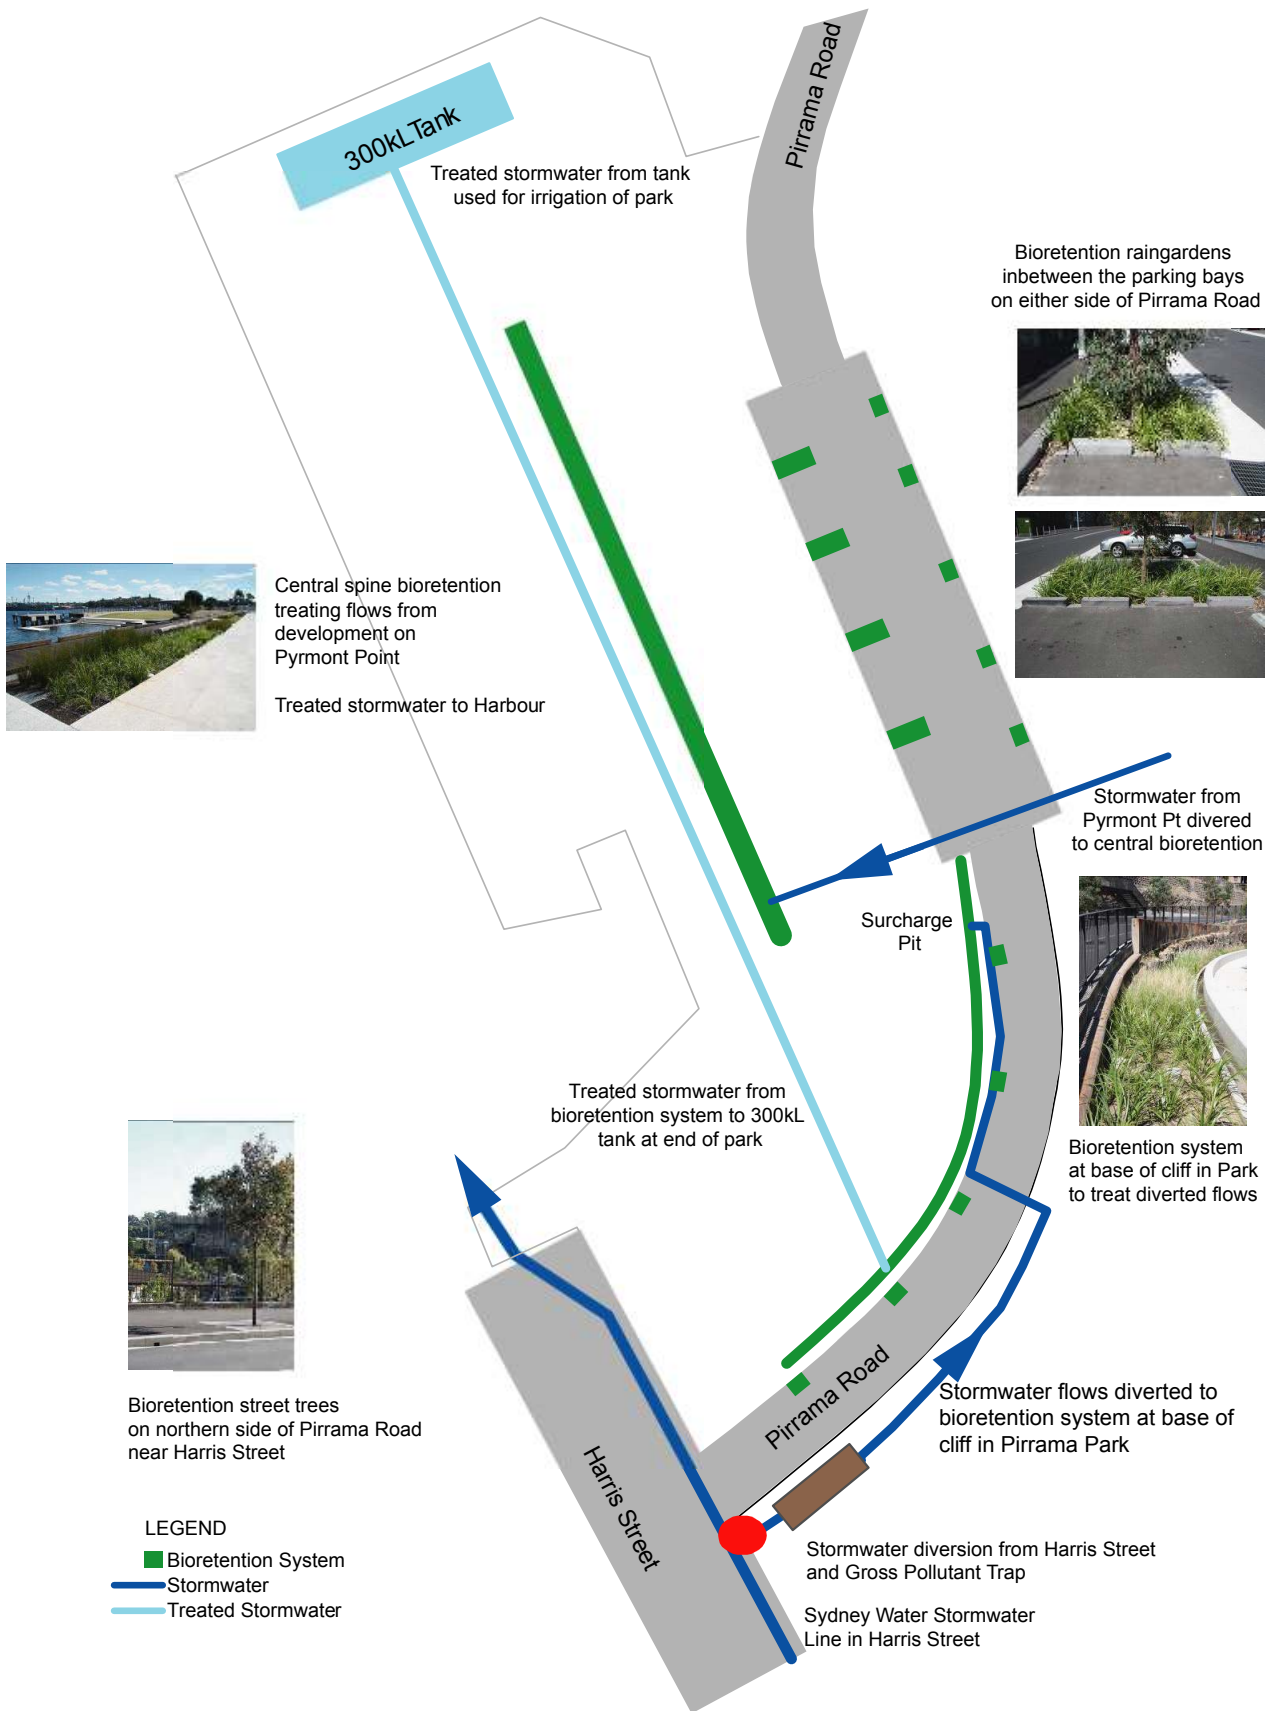 Pirrama Road
300kL Tank
Treated stormwater from tank
used for irrigation of park
Bioretention raingardens
inbetween the parking bays
on either side of Pirrama Road
Central spine bioretention
treating flows from
development on
Pyrmont Point
Treated stormwater to Harbour
Stormwater from
Pyrmont Pt divered
to central bioretention
Surcharge
Pit
Treated stormwater from
bioretention system to 300kL
tank at end of park
Bioretention system
at base of cliff in Park
to treat diverted flows
Pirrama Road
Stormwater flows diverted to
bioretention system at base of
cliff in Pirrama Park
Bioretention street trees
on northern side of Pirrama Road
near Harris Street
Harris Street
LEGEND
Bioretention System
Stormwater
Treated Stormwater
Stormwater diversion from Harris Street
and Gross Pollutant Trap
Sydney Water Stormwater
Line in Harris Street